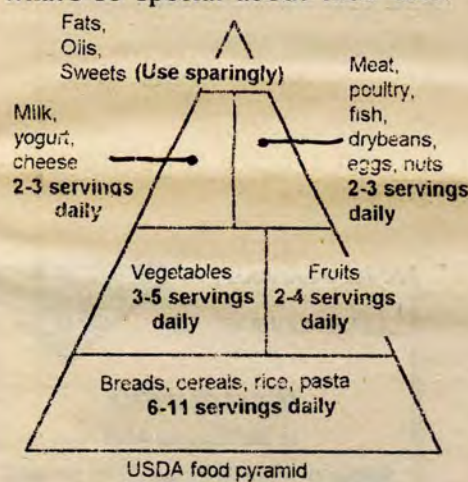 Fats,
Oils,
Sweets (Use sparingly)
Meat,
poultry,
fish,
drybeans,
eggs, nuts
2-3 servings
daily
Milk,
yogurt,
cheese
2-3 servings
daily
Vegetables
3-5 servings
daily
Fruits
2-4 servings
daily
Breads, cereals, rice, pasta
6-11 servings daily
USDA food pyramid